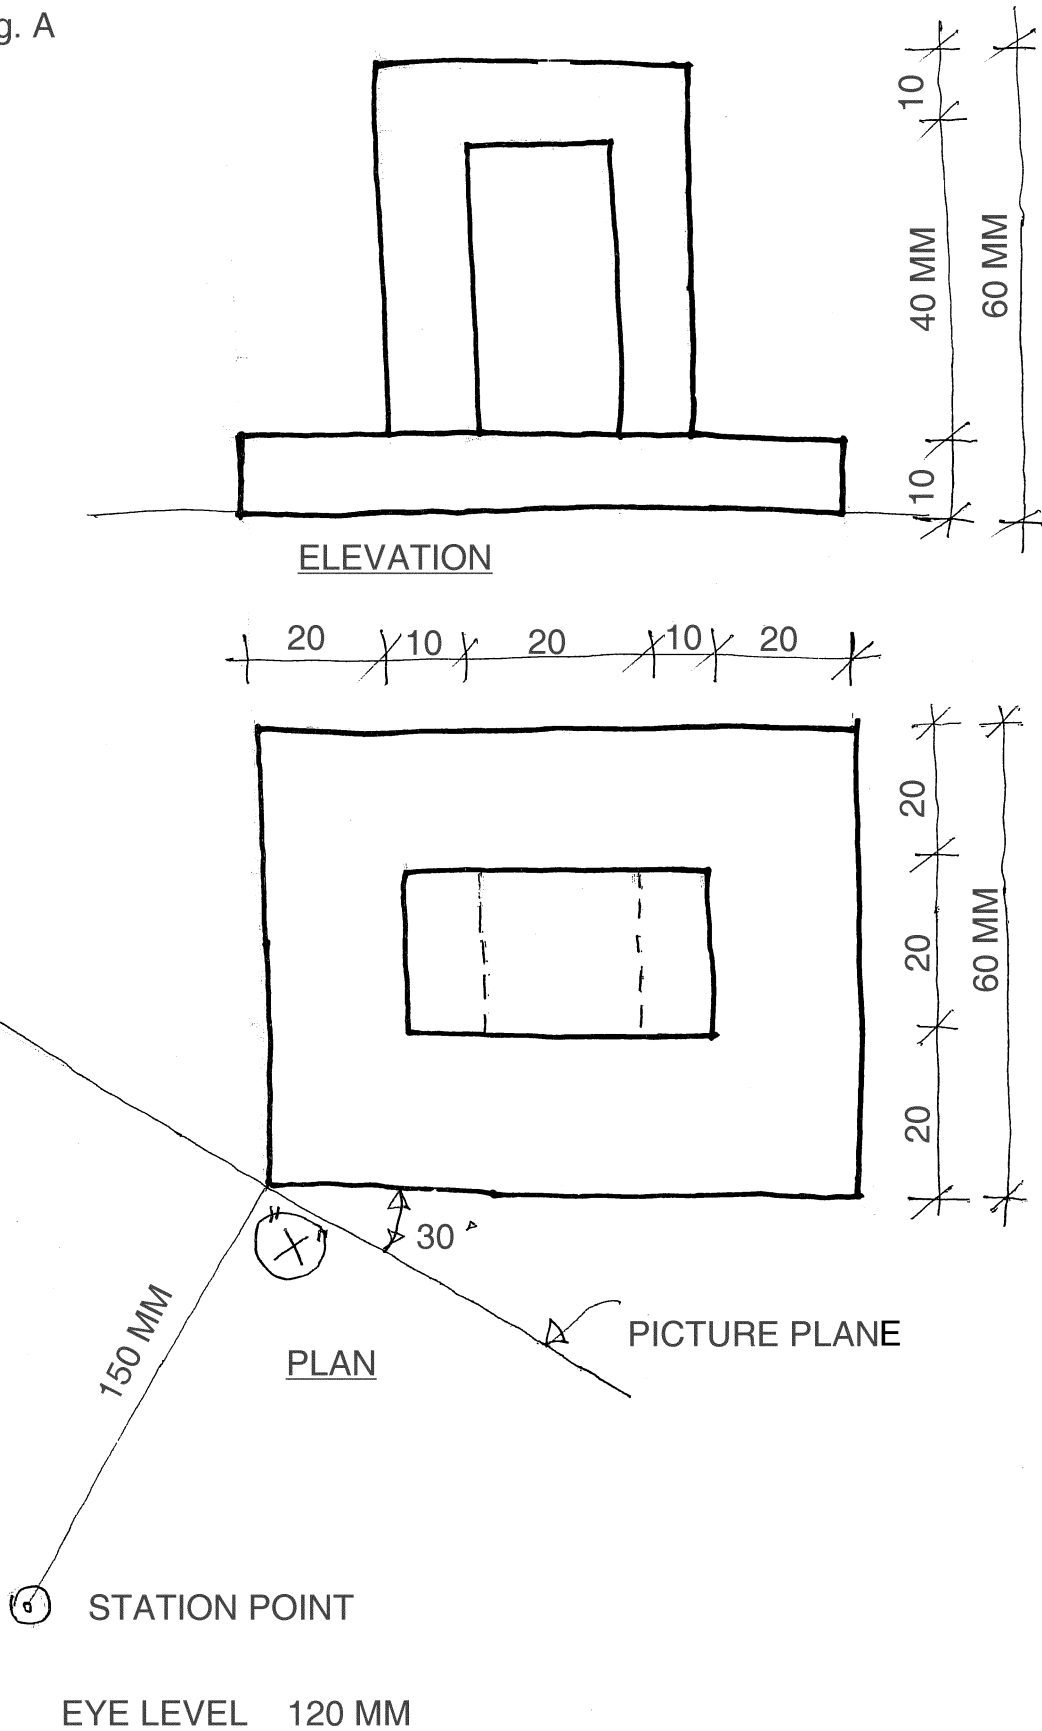 g. A
10
40 MM
60 MM
10
ELEVATION
20 10 20 10 20
20
20
60 MM
20
30 °
"X"
150 MM
PICTURE PLANE
PLAN
STATION POINT
EYE LEVEL 120 MM